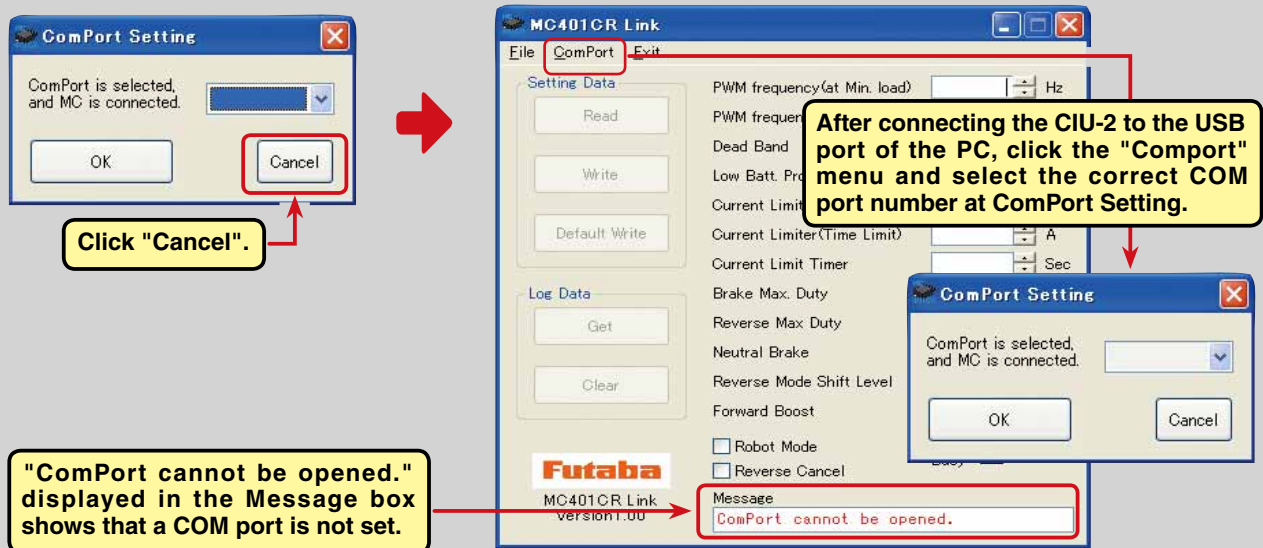 ComPort Setting
ComPort is selected,
and MC is connected.
OK
Cancel
Click "Cancel".
MC401CR Link
File ComPort Exit
Setting Data
Read
Write
Default Write
Log Data
Get
Clear
Futaba
MC401CR Link
Version1.00
PWM frequency(at Min. load)
Hz
PWM frequen
Dead Band
Low Batt. Pro
Current Limit
Current Limiter(Time Limit)
A
Current Limit Timer
Sec
Brake Max. Duty
Reverse Max Duty
Neutral Brake
Reverse Mode Shift Level
Forward Boost
Robot Mode
Reverse Cancel
Message
ComPort cannot be opened.
After connecting the CIU-2 to the USB
port of the PC, click the "Comport"
menu and select the correct COM
port number at ComPort Setting.
ComPort Setting
ComPort is selected,
and MC is connected.
OK
Cancel
"ComPort cannot be opened."
displayed in the Message box
shows that a COM port is not set.